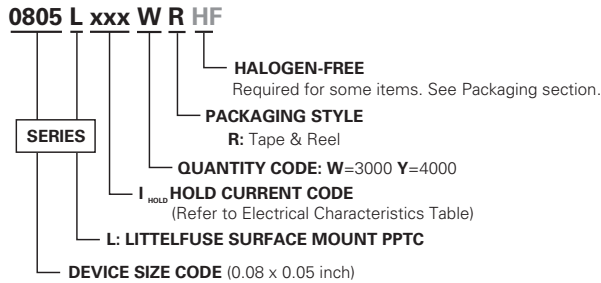 0805 L xxx W R HF
HALOGEN-FREE
Required for some items. See Packaging section.
PACKAGING STYLE
R: Tape & Reel
SERIES
QUANTITY CODE: W=3000 Y=4000
I HOLD HOLD CURRENT CODE
(Refer to Electrical Characteristics Table)
L: LITTELFUSE SURFACE MOUNT PPTC
DEVICE SIZE CODE (0.08 x 0.05 inch)